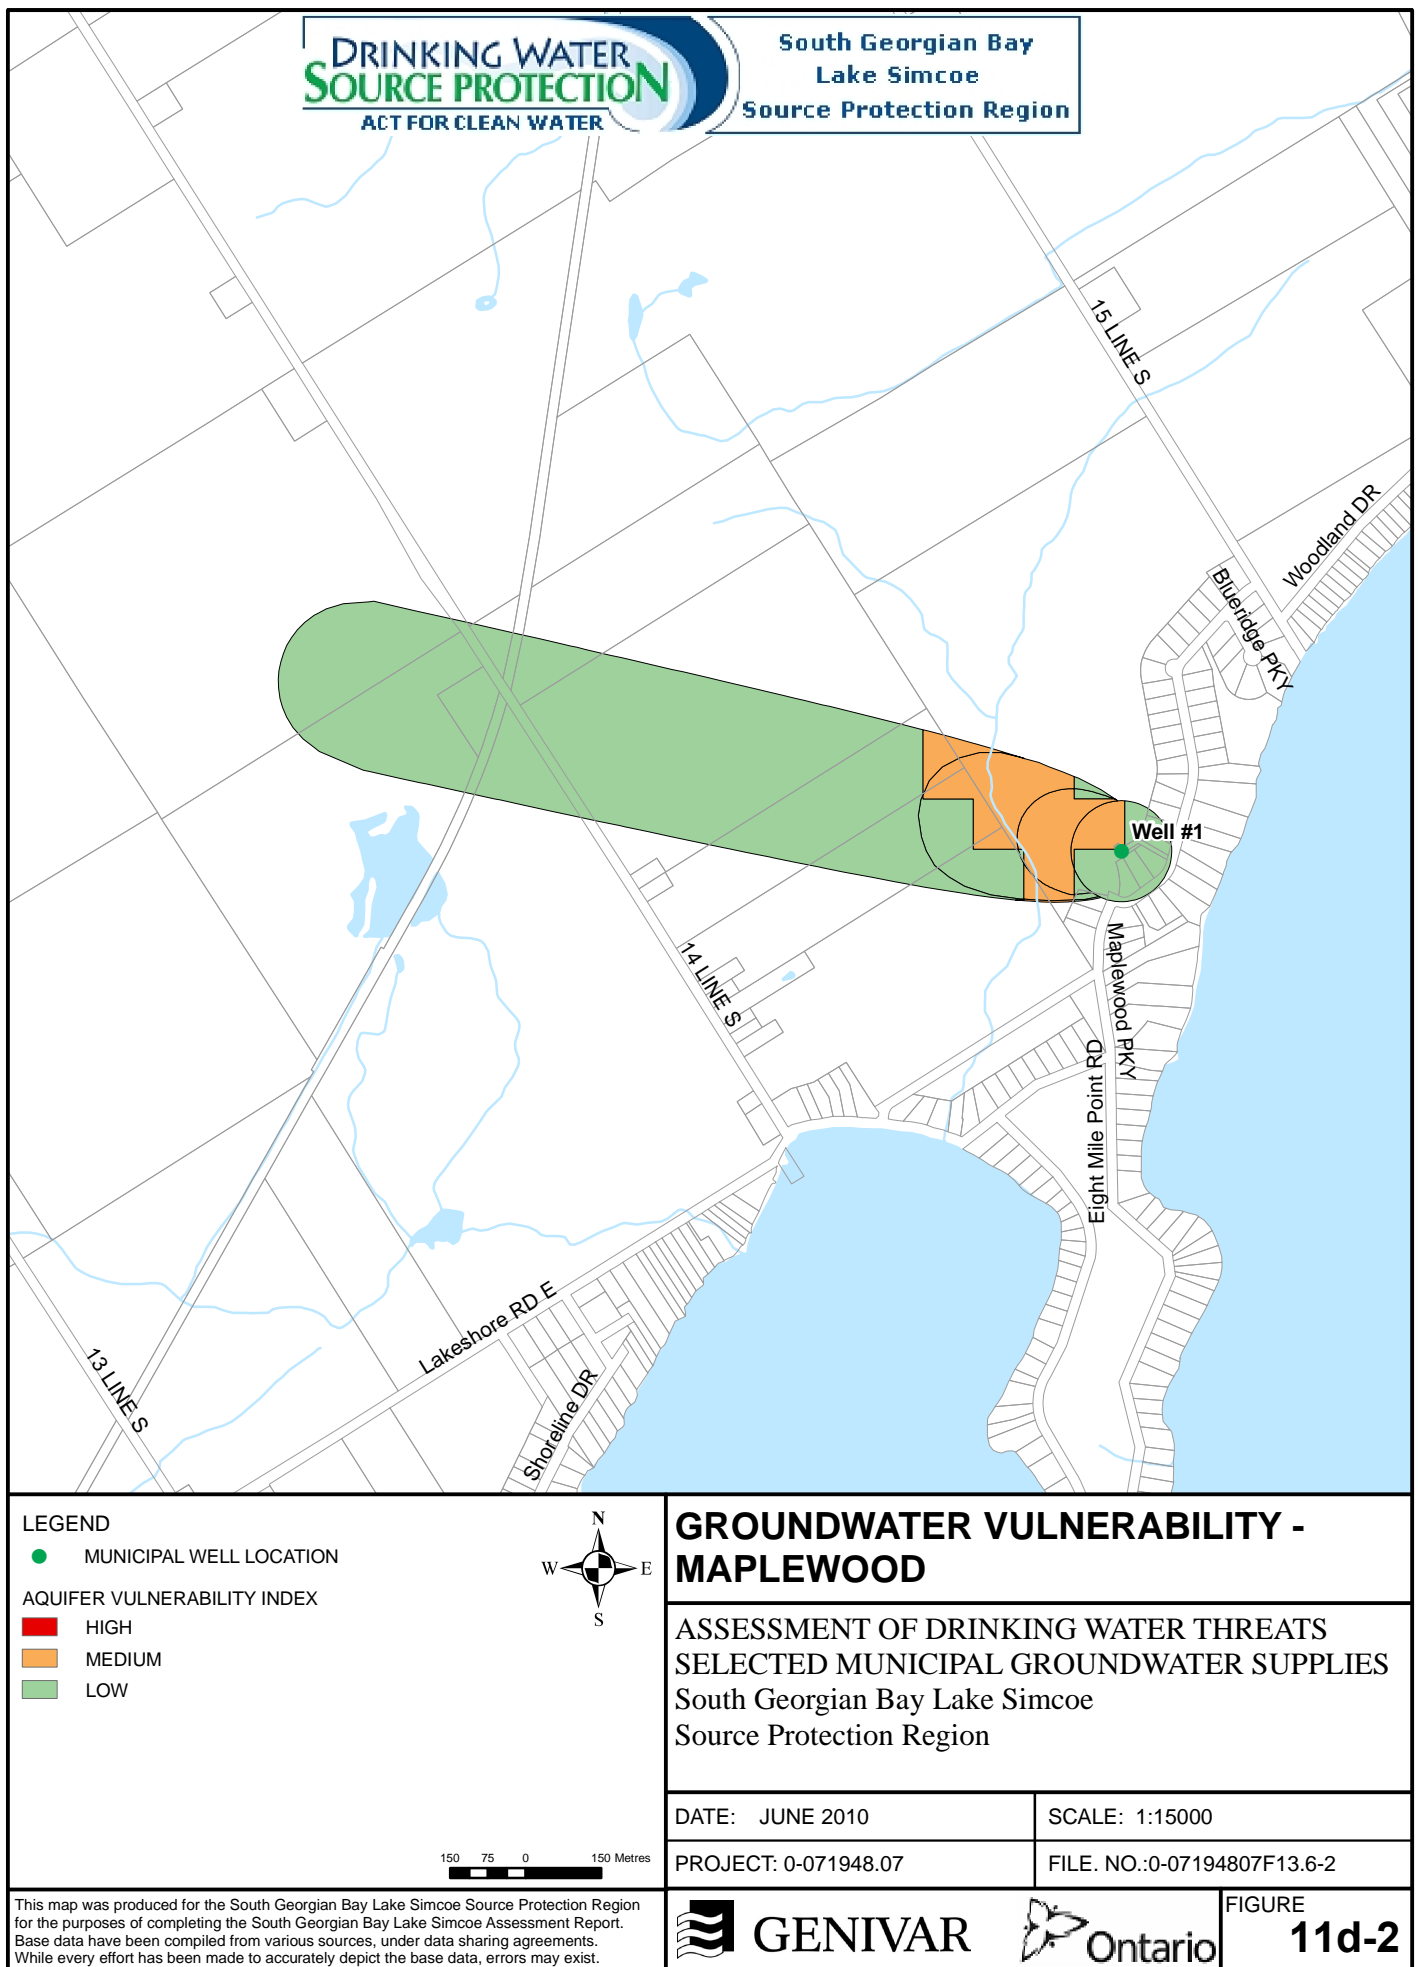 DRINKING WATER
SOURCE PROTECTION
ACT FOR CLEAN WATER
South Georgian Bay
Lake Simcoe
Source Protection Region
15 LINE S
Woodland DR
Blueridge PKY
Well #1
14 LINE S
Maplewood PKY
Eight Mile Point RD
Lakeshore RD E
13 LINE S
Shoreline DR
LEGEND
MUNICIPAL WELL LOCATION
AQUIFER VULNERABILITY INDEX
HIGH
MEDIUM
LOW
N
W E
S
150 75 0 150 Metres
GROUNDWATER VULNERABILITY -
MAPLEWOOD
ASSESSMENT OF DRINKING WATER THREATS
SELECTED MUNICIPAL GROUNDWATER SUPPLIES
South Georgian Bay Lake Simcoe
Source Protection Region
DATE: JUNE 2010
SCALE: 1:15000
PROJECT: 0-071948.07
FILE. NO.:0-07194807F13.6-2
This map was produced for the South Georgian Bay Lake Simcoe Source Protection Region
for the purposes of completing the South Georgian Bay Lake Simcoe Assessment Report.
Base data have been compiled from various sources, under data sharing agreements.
While every effort has been made to accurately depict the base data, errors may exist.
GENIVAR
Ontario
FIGURE
11d-2